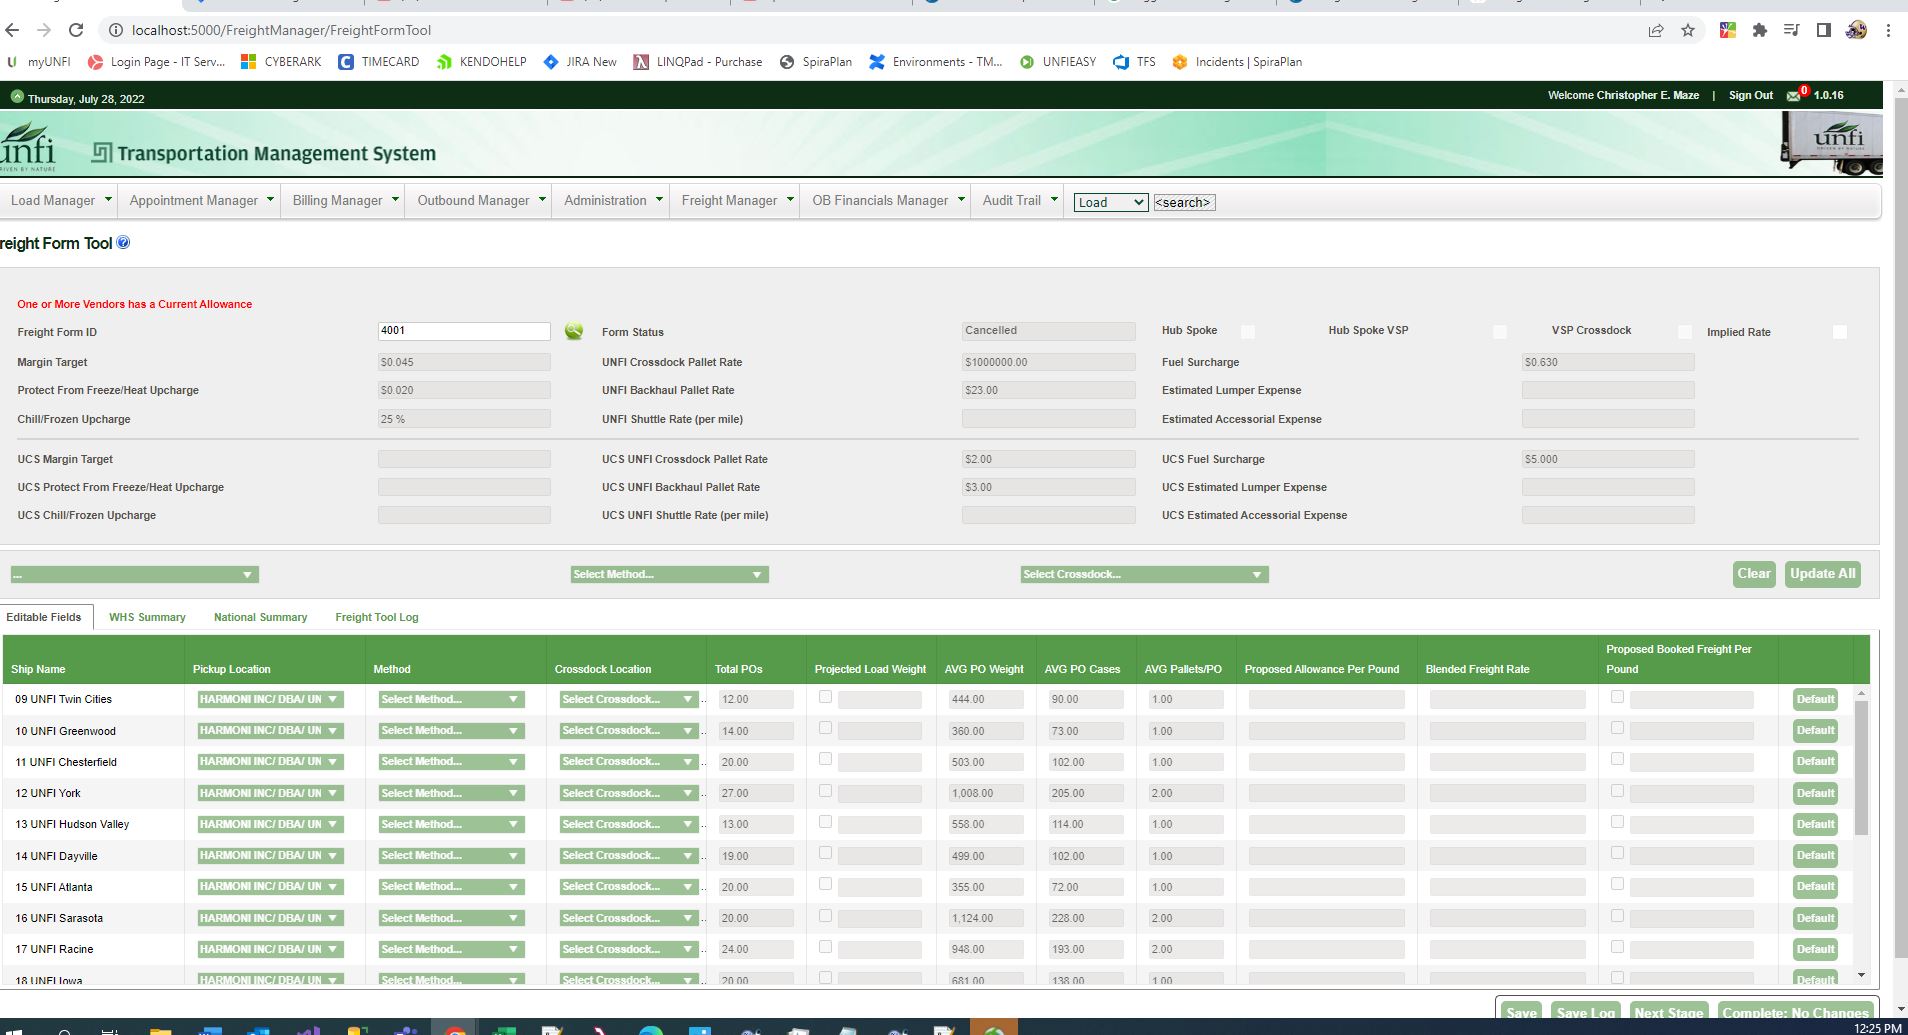 localhost:5000/FreightManager/FreightFormTool
myUNFI Login Page - IT Serv... CYBERARK TIMECARD KENDOHELP JIRA New LINQPad - Purchase SpiraPlan Environments - TM... UNFIEASY TFS Incidents | SpiraPlan
Thursday, July 28, 2022 Welcome Christopher E. Maze | Sign Out 0 1.0.16
unfi
DRIVEN BY NATURE
Transportation Management System
unfi
Load Manager Appointment Manager Billing Manager Outbound Manager Administration Freight Manager OB Financials Manager Audit Trail Load <search>
reight Form Tool ?
One or More Vendors has a Current Allowance
Freight Form ID 4001 Form Status Cancelled Hub Spoke Hub Spoke VSP VSP Crossdock Implied Rate
Margin Target $0.045 UNFI Crossdock Pallet Rate $1000000.00 Fuel Surcharge $0.630
Protect From Freeze/Heat Upcharge $0.020 UNFI Backhaul Pallet Rate $23.00 Estimated Lumper Expense
Chill/Frozen Upcharge 25 % UNFI Shuttle Rate (per mile) Estimated Accessorial Expense
UCS Margin Target UCS UNFI Crossdock Pallet Rate $2.00 UCS Fuel Surcharge $5.000
UCS Protect From Freeze/Heat Upcharge UCS UNFI Backhaul Pallet Rate $3.00 UCS Estimated Lumper Expense
UCS Chill/Frozen Upcharge UCS UNFI Shuttle Rate (per mile) UCS Estimated Accessorial Expense
... Select Method... Select Crossdock... Clear Update All
Editable Fields WHS Summary National Summary Freight Tool Log
Ship Name Pickup Location Method Crossdock Location Total POs Projected Load Weight AVG PO Weight AVG PO Cases AVG Pallets/PO Proposed Allowance Per Pound Blended Freight Rate Proposed Booked Freight Per Pound
09 UNFI Twin Cities HARMONI INC/ DBA/ UN Select Method... Select Crossdock... 12.00 444.00 90.00 1.00 Default
10 UNFI Greenwood HARMONI INC/ DBA/ UN Select Method... Select Crossdock... 14.00 360.00 73.00 1.00 Default
11 UNFI Chesterfield HARMONI INC/ DBA/ UN Select Method... Select Crossdock... 20.00 503.00 102.00 1.00 Default
12 UNFI York HARMONI INC/ DBA/ UN Select Method... Select Crossdock... 27.00 1,008.00 205.00 2.00 Default
13 UNFI Hudson Valley HARMONI INC/ DBA/ UN Select Method... Select Crossdock... 13.00 558.00 114.00 1.00 Default
14 UNFI Dayville HARMONI INC/ DBA/ UN Select Method... Select Crossdock... 19.00 499.00 102.00 1.00 Default
15 UNFI Atlanta HARMONI INC/ DBA/ UN Select Method... Select Crossdock... 20.00 355.00 72.00 1.00 Default
16 UNFI Sarasota HARMONI INC/ DBA/ UN Select Method... Select Crossdock... 20.00 1,124.00 228.00 2.00 Default
17 UNFI Racine HARMONI INC/ DBA/ UN Select Method... Select Crossdock... 24.00 948.00 193.00 2.00 Default
18 UNFI Iowa HARMONI INC/ DBA/ UN Select Method... Select Crossdock... 20.00 681.00 138.00 1.00 Default
Save Save Log Next Stage Complete: No Changes
12:25 PM